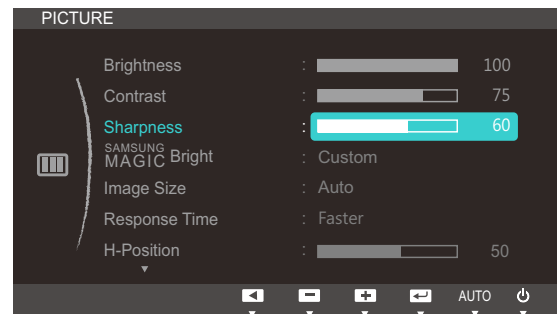 PICTURE
Brightness : 100
Contrast : 75
Sharpness : 60
SAMSUNG
MAGIC Bright : Custom
Image Size : Auto
Response Time : Faster
H-Position : 50
AUTO